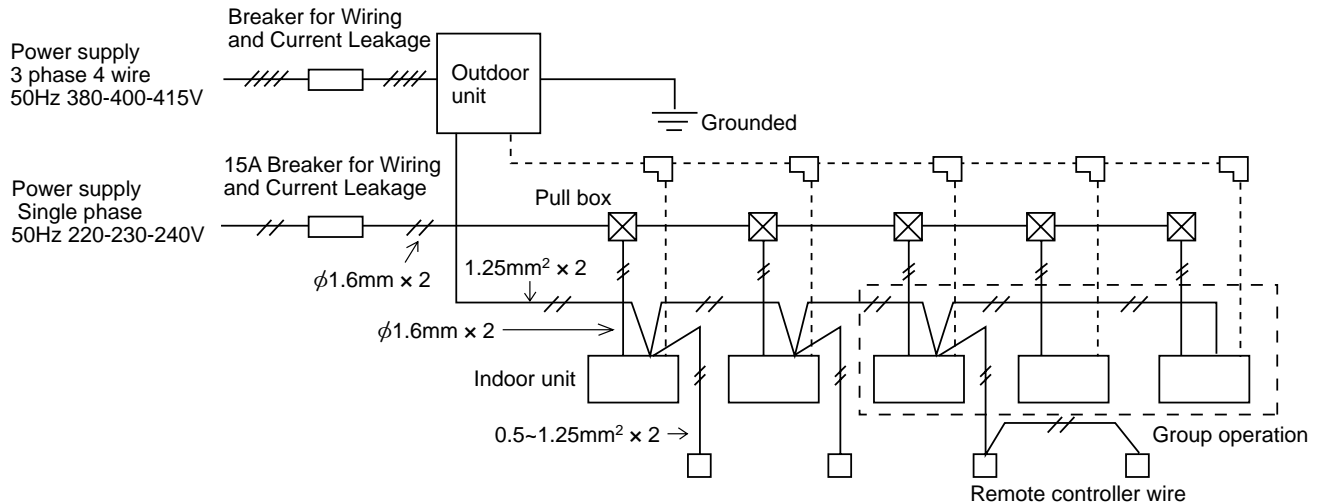 Breaker for Wiring
and Current Leakage
Power supply
3 phase 4 wire
50Hz 380-400-415V
Outdoor
unit
Grounded
15A Breaker for Wiring
and Current Leakage
Power supply
Single phase
50Hz 220-230-240V
Pull box
ϕ1.6mm × 2
1.25mm² × 2
ϕ1.6mm × 2
Indoor unit
0.5~1.25mm² × 2
Group operation
Remote controller wire